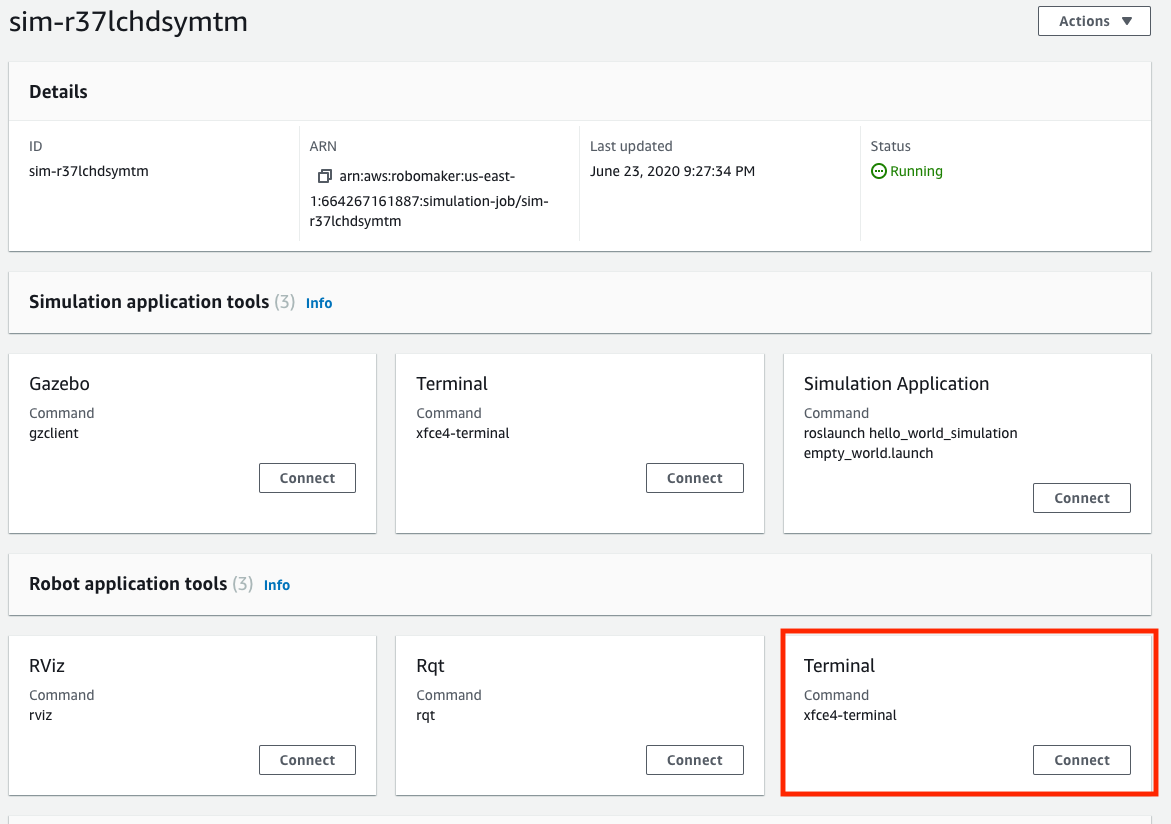 sim-r37lchdsymtm
Actions ▼
Details
ID
sim-r37lchdsymtm
ARN
arn:aws:robomaker:us-east-
1:664267161887:simulation-job/sim-
r37lchdsymtm
Last updated
June 23, 2020 9:27:34 PM
Status
Running
Simulation application tools (3) Info
Gazebo
Command
gzclient
Connect
Terminal
Command
xfce4-terminal
Connect
Simulation Application
Command
roslaunch hello_world_simulation
empty_world.launch
Connect
Robot application tools (3) Info
RViz
Command
rviz
Connect
Rqt
Command
rqt
Connect
Terminal
Command
xfce4-terminal
Connect